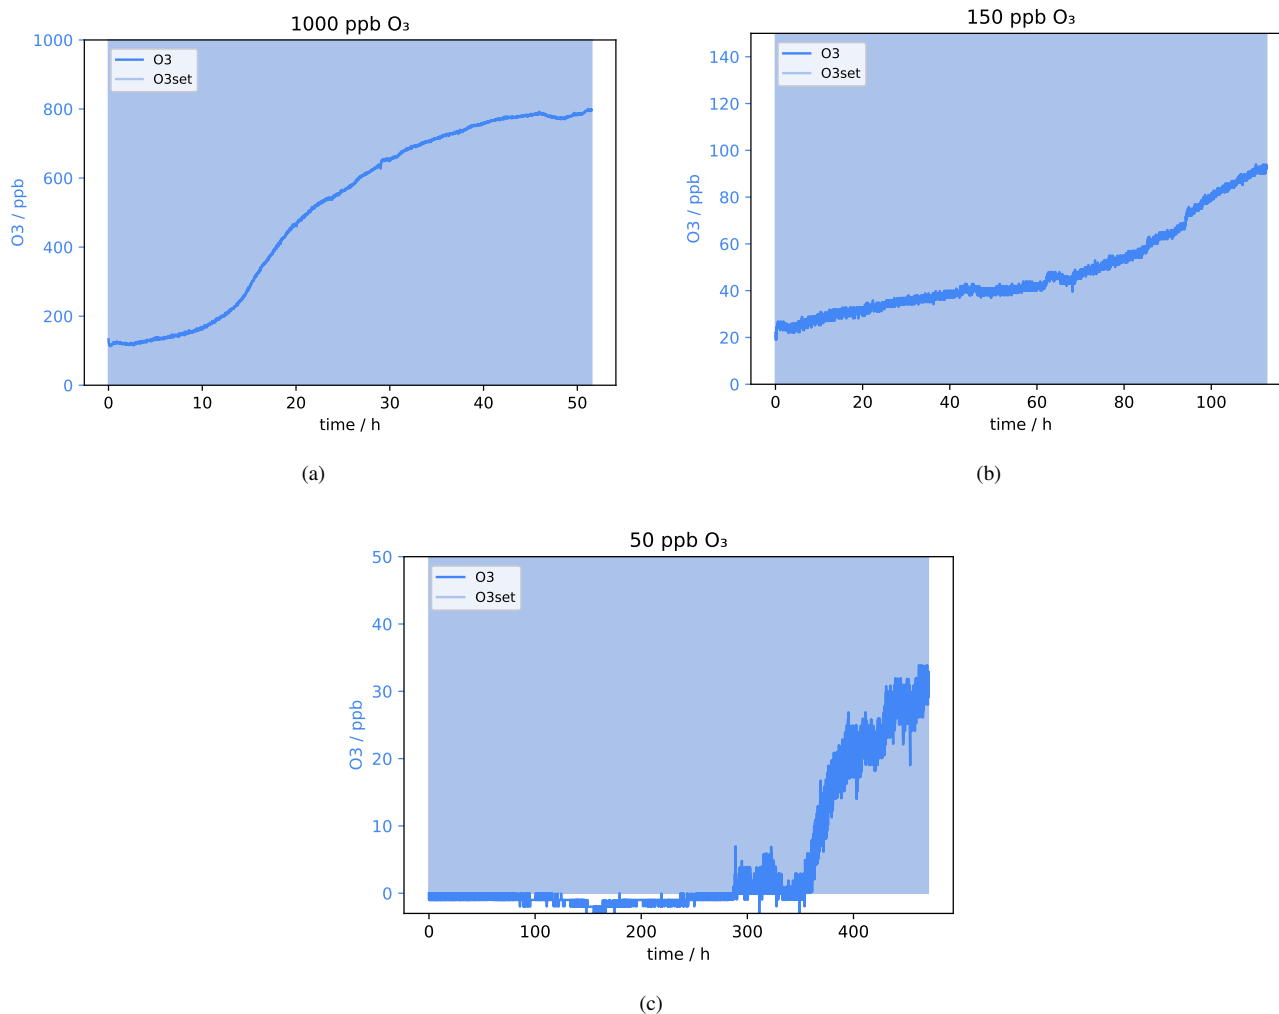 1000 ppb O₃
O3
O3set
1000
800
600
400
200
0
O3 / ppb
0 10 20 30 40 50
time / h
(a)
150 ppb O₃
O3
O3set
140
120
100
80
60
40
20
0
O3 / ppb
0 20 40 60 80 100
time / h
(b)
50 ppb O₃
O3
O3set
50
40
30
20
10
0
O3 / ppb
0 100 200 300 400
time / h
(c)